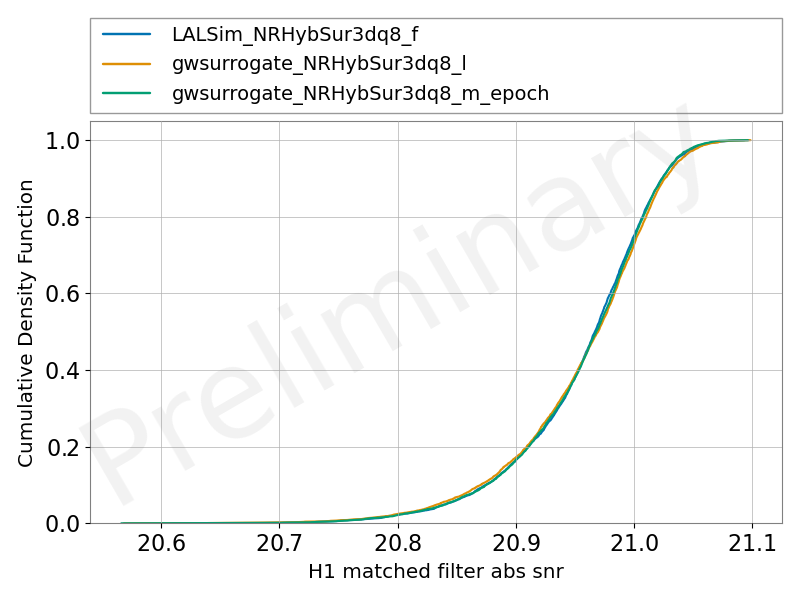 LALSim_NRHybSur3dq8_f
gwsurrogate_NRHybSur3dq8_l
gwsurrogate_NRHybSur3dq8_m_epoch
Preliminary
Cumulative Density Function
1.0
0.8
0.6
0.4
0.2
0.0
20.6 20.7 20.8 20.9 21.0 21.1
H1 matched filter abs snr